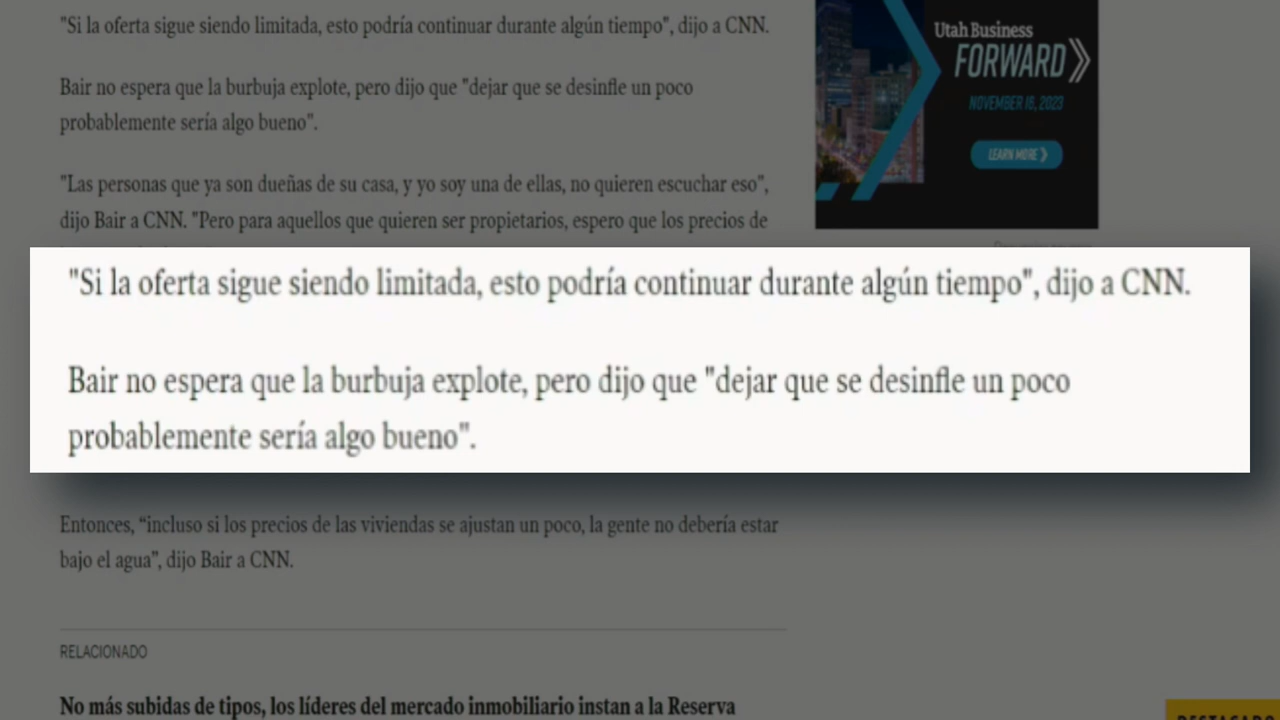 "Si la oferta sigue siendo limitada, esto podría continuar durante algún tiempo", dijo a CNN.
Bair no espera que la burbuja explote, pero dijo que "dejar que se desinfle un poco
probablemente sería algo bueno".
"Las personas que ya son dueñas de su casa, y yo soy una de ellas, no quieren escuchar eso",
dijo Bair a CNN. "Pero para aquellos que quieren ser propietarios, espero que los precios de
Utah Business
FORWARD
NOVEMBER 16, 2023
LEARN MORE
"Si la oferta sigue siendo limitada, esto podría continuar durante algún tiempo", dijo a CNN.
Bair no espera que la burbuja explote, pero dijo que "dejar que se desinfle un poco
probablemente sería algo bueno".
Entonces, “incluso si los precios de las viviendas se ajustan un poco, la gente no debería estar
bajo el agua”, dijo Bair a CNN.
RELACIONADO
No más subidas de tipos, los líderes del mercado inmobiliario instan a la Reserva